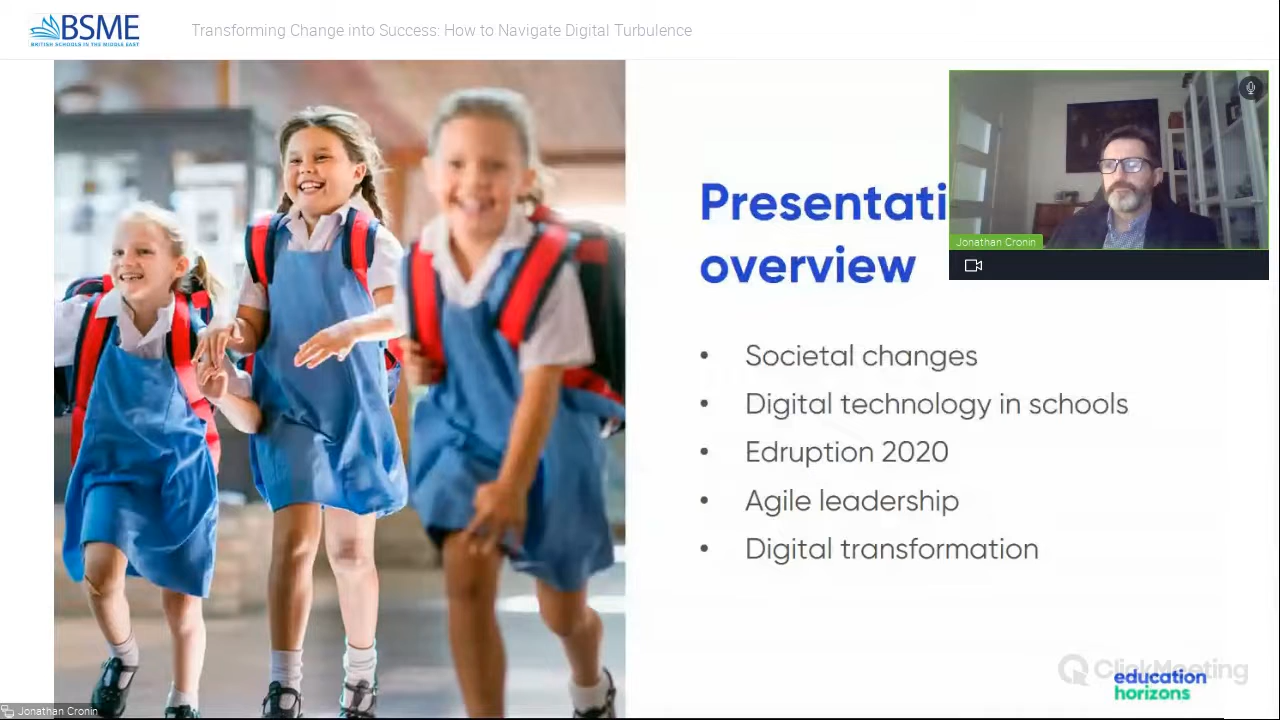 BSME
BRITISH SCHOOLS IN THE MIDDLE EAST
Transforming Change into Success: How to Navigate Digital Turbulence
Jonathan Cronin
Presentati
overview
• Societal changes
• Digital technology in schools
• Edruption 2020
• Agile leadership
• Digital transformation
ClickMeeting
education
horizons
Jonathan Cronin